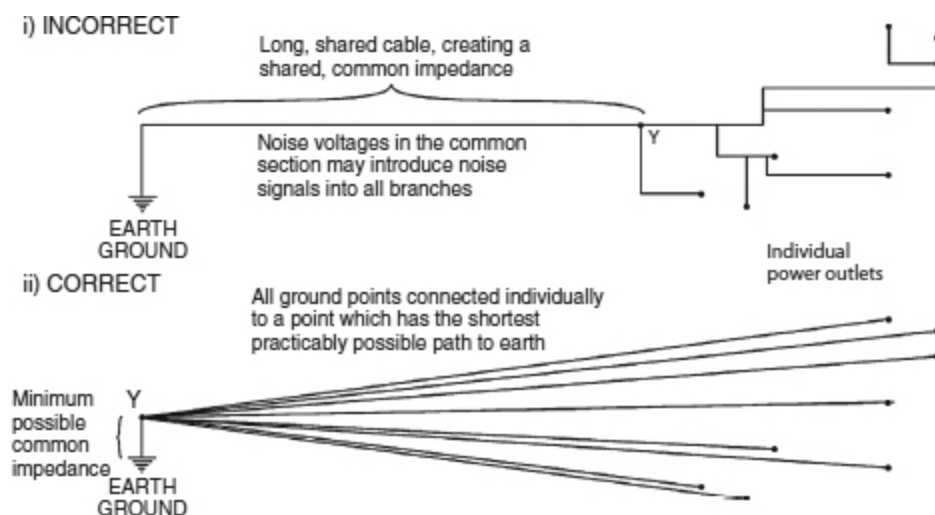 i) INCORRECT
Long, shared cable, creating a
shared, common impedance
Y
Noise voltages in the common
section may introduce noise
signals into all branches
EARTH
GROUND
Individual
power outlets
ii) CORRECT
All ground points connected individually
to a point which has the shortest
practicably possible path to earth
Minimum
possible
common
impedance
Y
EARTH
GROUND